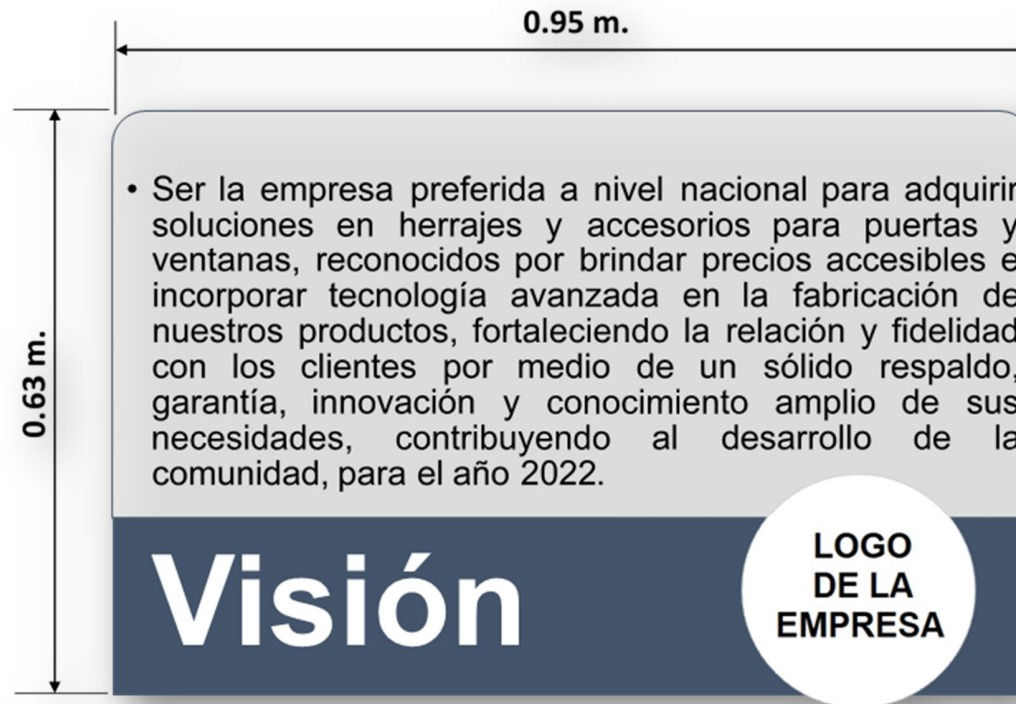 0.95 m.
0.63 m.
• Ser la empresa preferida a nivel nacional para adquirir
soluciones en herrajes y accesorios para puertas y
ventanas, reconocidos por brindar precios accesibles e
incorporar tecnología avanzada en la fabricación de
nuestros productos, fortaleciendo la relación y fidelidad
con los clientes por medio de un sólido respaldo,
garantía, innovación y conocimiento amplio de sus
necesidades, contribuyendo al desarrollo de la
comunidad, para el año 2022.
Visión
LOGO
DE LA
EMPRESA